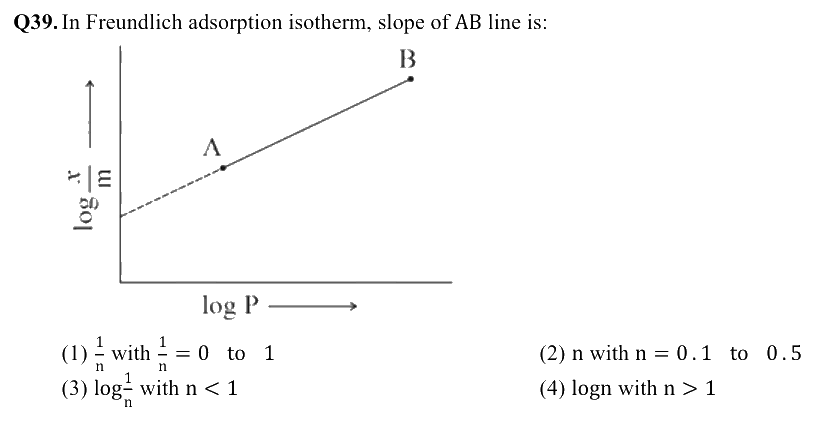 Q39. In Freundlich adsorption isotherm, slope of AB line is:
B
A
log x/m
log P
(1) 1/n with 1/n = 0 to 1
(2) n with n = 0.1 to 0.5
(3) log 1/n with n < 1
(4) logn with n > 1